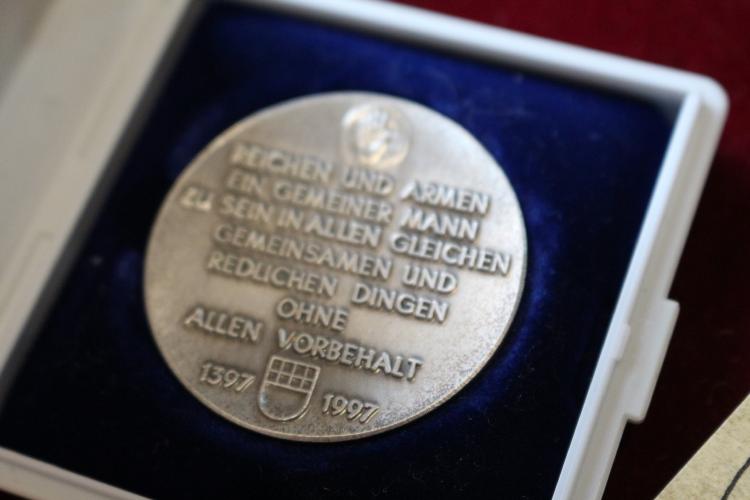 REICHEN UND ARMEN
EIN GEMEINER MANN
ZU SEIN IN ALLEN GLEICHEN
GEMEINSAMEN UND
REDLICHEN DINGEN
OHNE
ALLEN VORBEHALT
1397 1997